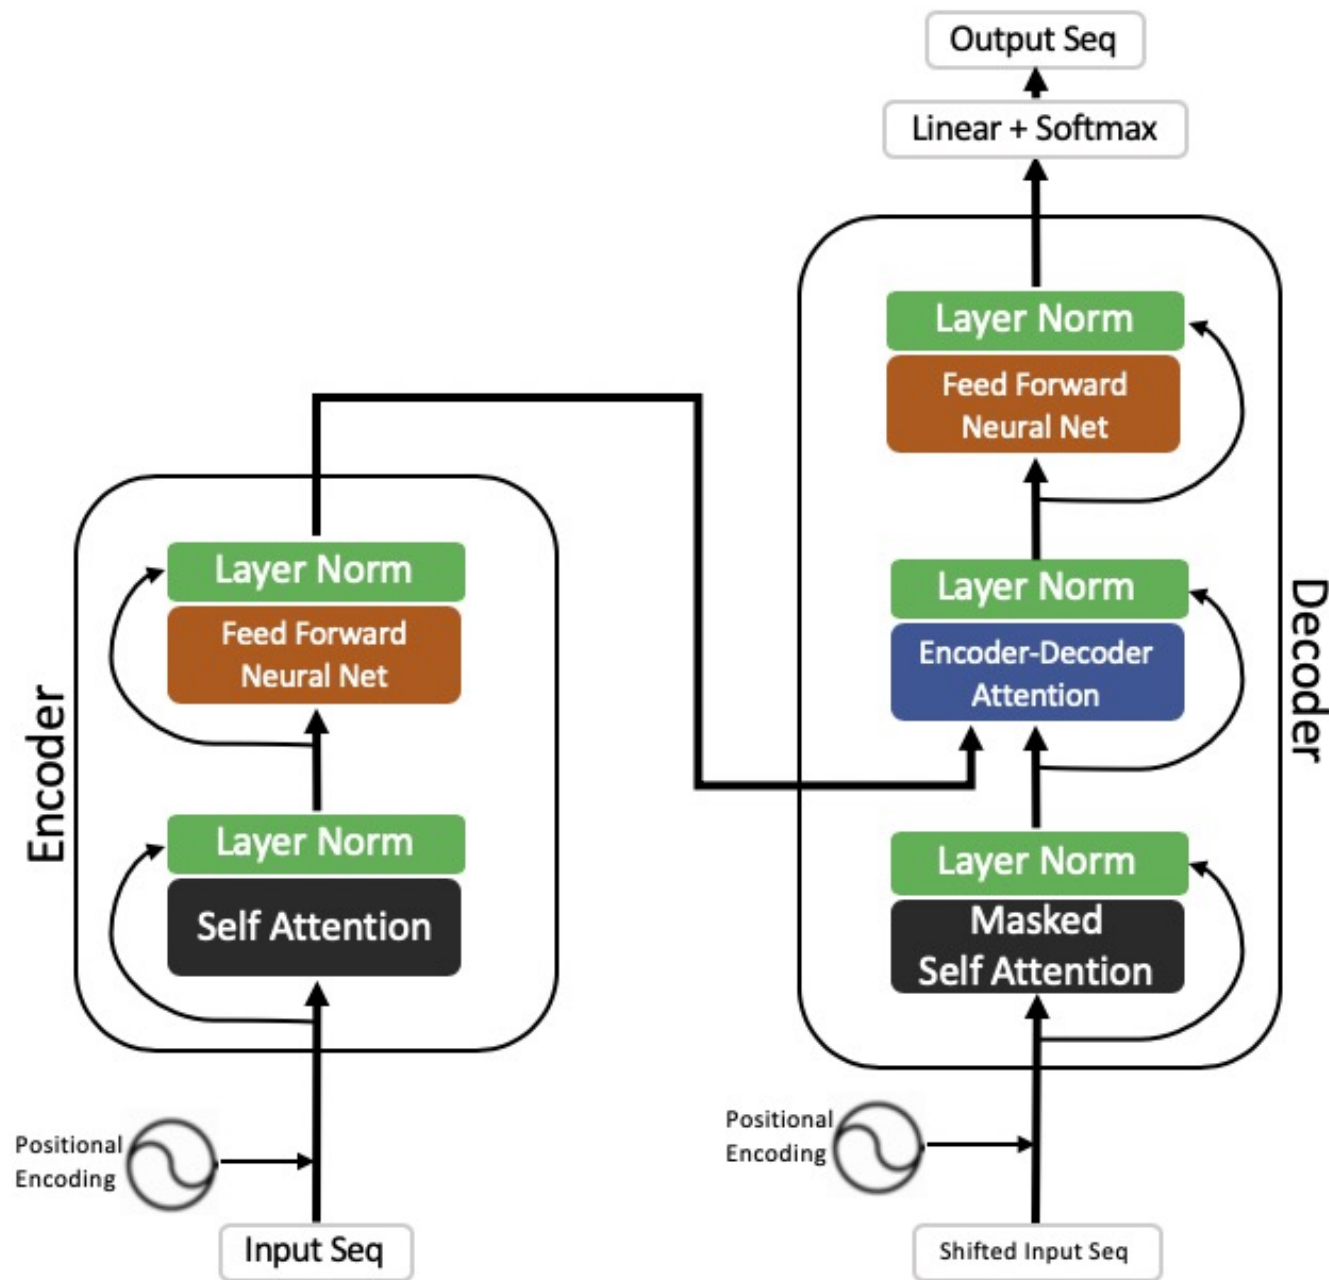 Output Seq
Linear + Softmax
Layer Norm
Feed Forward
Neural Net
Layer Norm
Encoder-Decoder
Attention
Layer Norm
Masked
Self Attention
Decoder
Positional
Encoding
Shifted Input Seq
Encoder
Layer Norm
Feed Forward
Neural Net
Layer Norm
Self Attention
Positional
Encoding
Input Seq